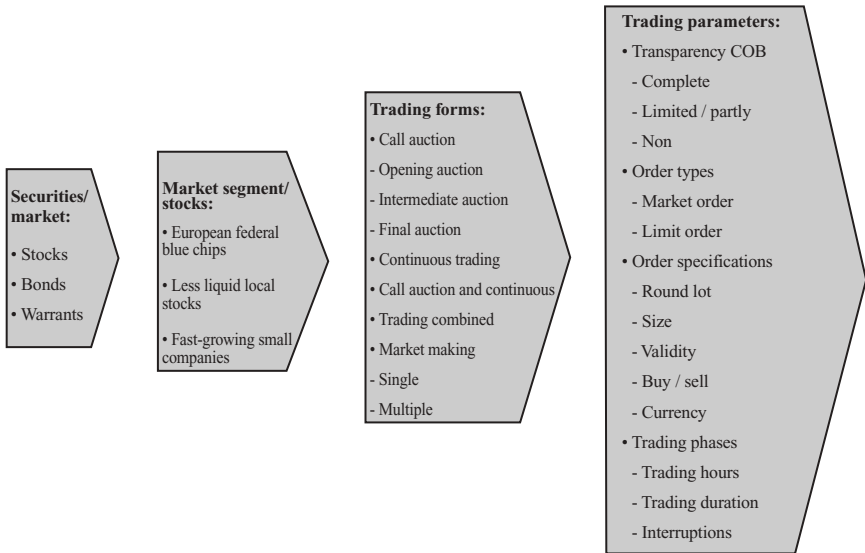 Securities/
market:
• Stocks
• Bonds
• Warrants
Market segment/
stocks:
• European federal
blue chips
• Less liquid local
stocks
• Fast-growing small
companies
Trading forms:
• Call auction
- Opening auction
- Intermediate auction
- Final auction
• Continuous trading
• Call auction and continuous
• Trading combined
• Market making
- Single
- Multiple
Trading parameters:
• Transparency COB
- Complete
- Limited / partly
- Non
• Order types
- Market order
- Limit order
• Order specifications
- Round lot
- Size
- Validity
- Buy / sell
- Currency
• Trading phases
- Trading hours
- Trading duration
- Interruptions